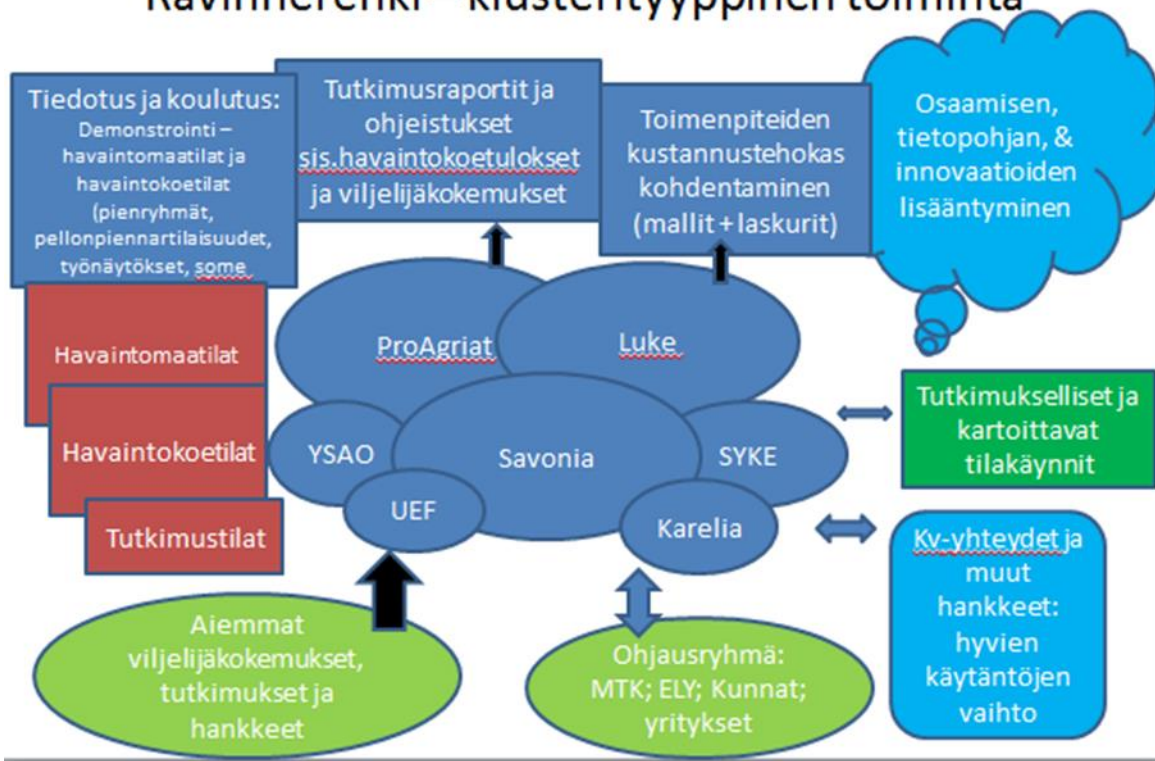 Ravinnerenki – klusterityyppinen toiminta
Tiedotus ja koulutus:
Demonstrointi –
havaintomaatilat ja
havaintokoetilat
(pienryhmät,
pellonpiennartilaisuudet,
työnäytökset, some
Tutkimusraportit ja
ohjeistukset
sis.havaintokoetulokset
ja viljelijäkokemukset
Toimenpiteiden
kustannustehokas
kohdentaminen
(mallit + laskurit)
Osaamisen,
tietopohjan, &
innovaatioiden
lisääntyminen
Havaintomaatilat
Havaintokoetilat
Tutkimustilat
ProAgriat
Luke
YSAO
Savonia
SYKE
UEF
Karelia
Tutkimukselliset ja
kartoittavat
tilakäynnit
Kv-yhteydet ja
muut
hankkeet:
hyvien
käytäntöjen
vaihto
Aiemmat
viljelijäkokemukset,
tutkimukset ja
hankkeet
Ohjausryhmä:
MTK; ELY; Kunnat;
yritykset